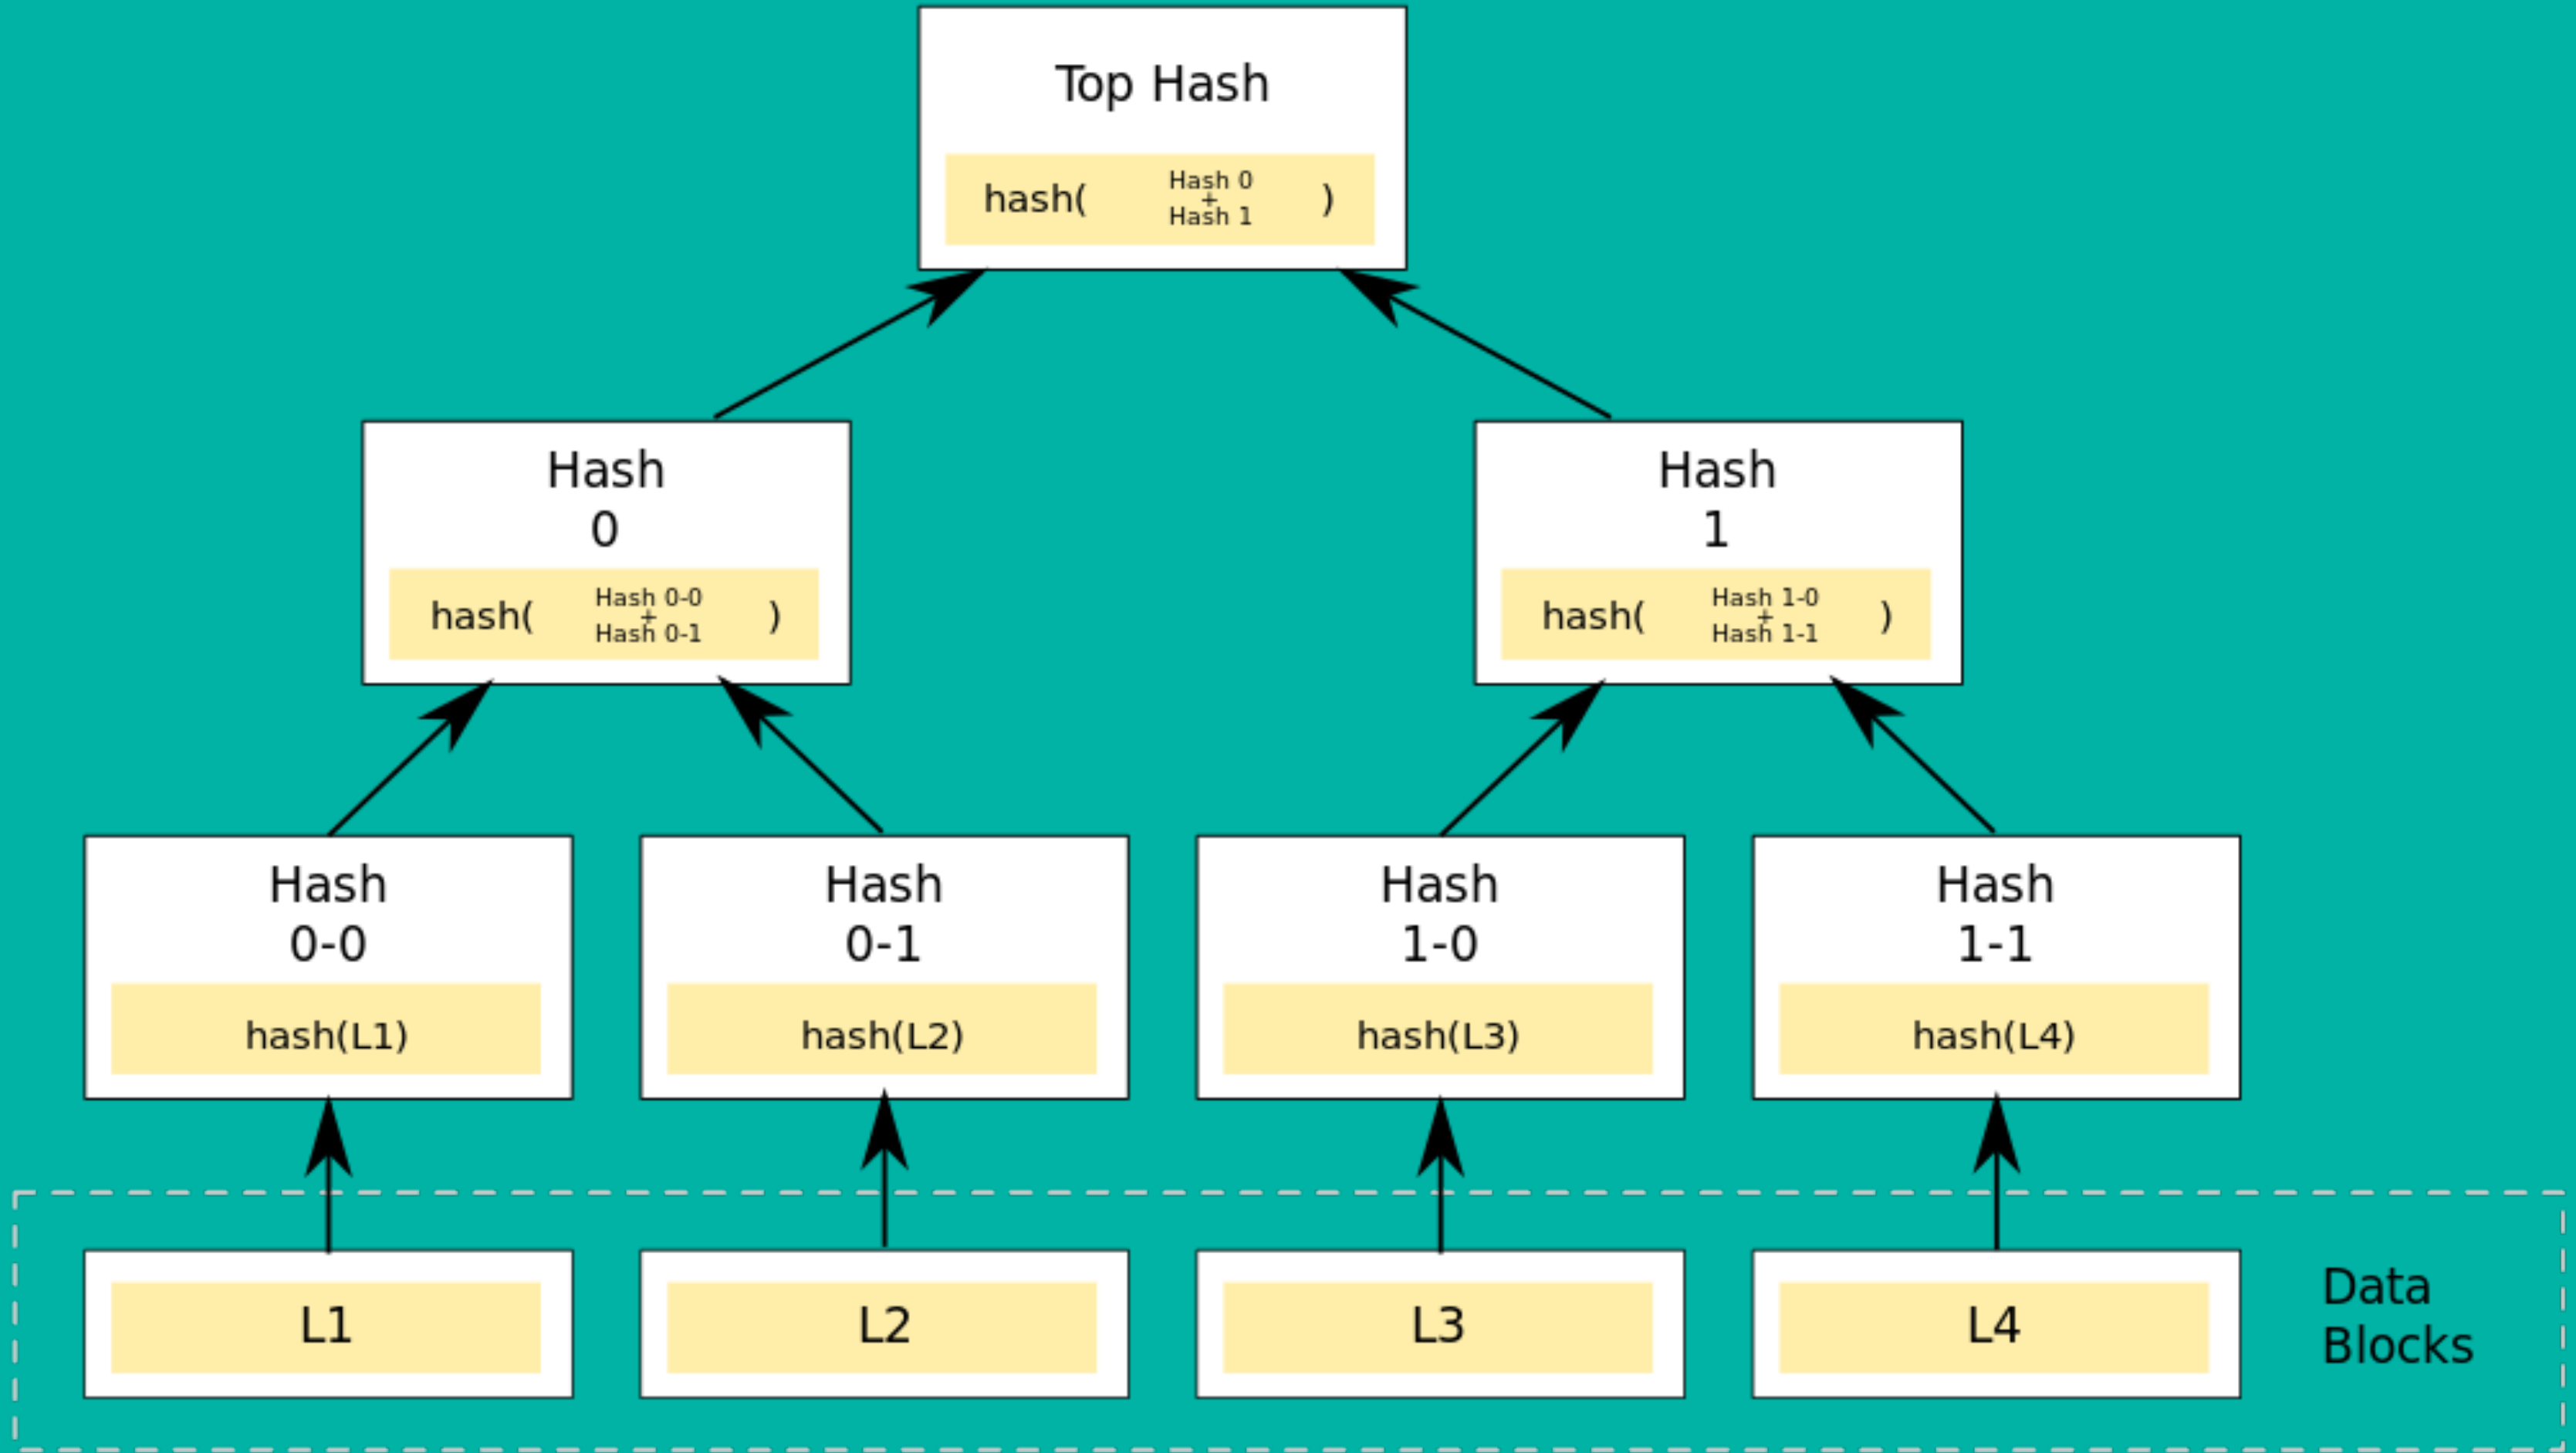 Top Hash
hash( Hash 0 + Hash 1 )
Hash
0
hash( Hash 0-0 + Hash 0-1 )
Hash
1
hash( Hash 1-0 + Hash 1-1 )
Hash
0-0
hash(L1)
Hash
0-1
hash(L2)
Hash
1-0
hash(L3)
Hash
1-1
hash(L4)
L1
L2
L3
L4
Data
Blocks